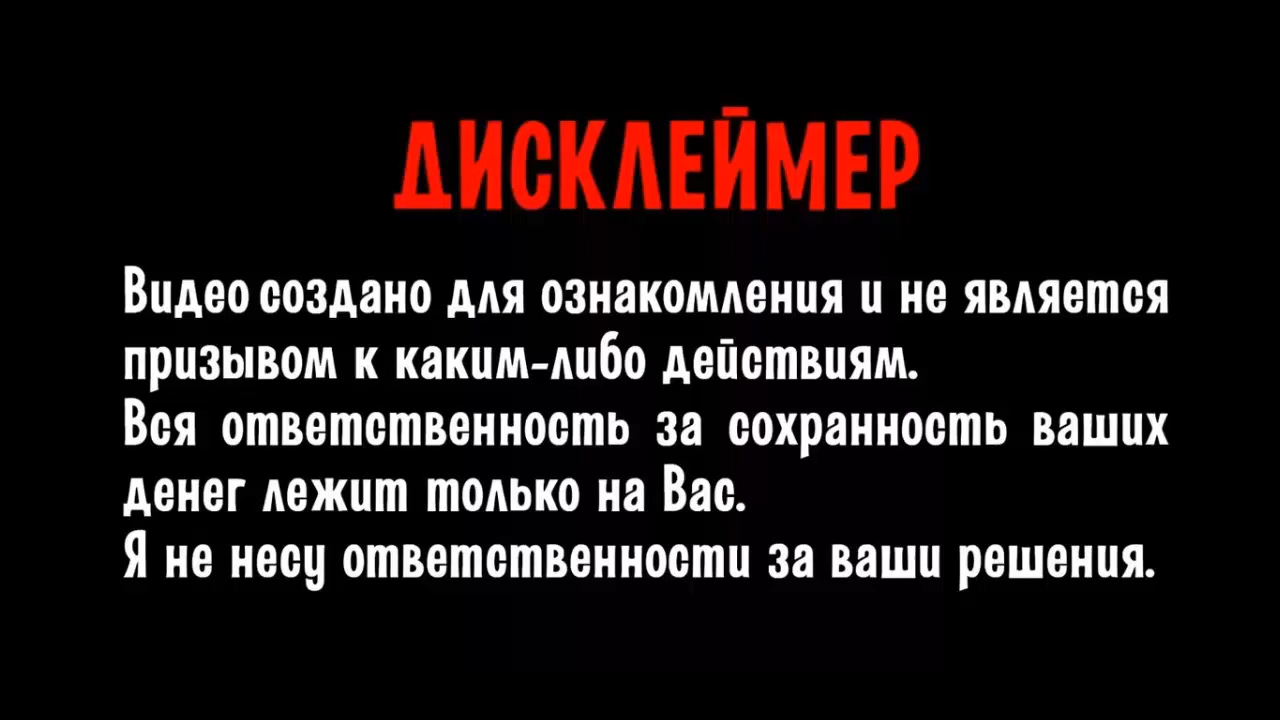 ДИСКЛЕЙМЕР
Видео создано для ознакомления и не является
призывом к каким-либо действиям.
Вся ответственность за сохранность ваших
денег лежит только на Вас.
Я не несу ответственности за ваши решения.